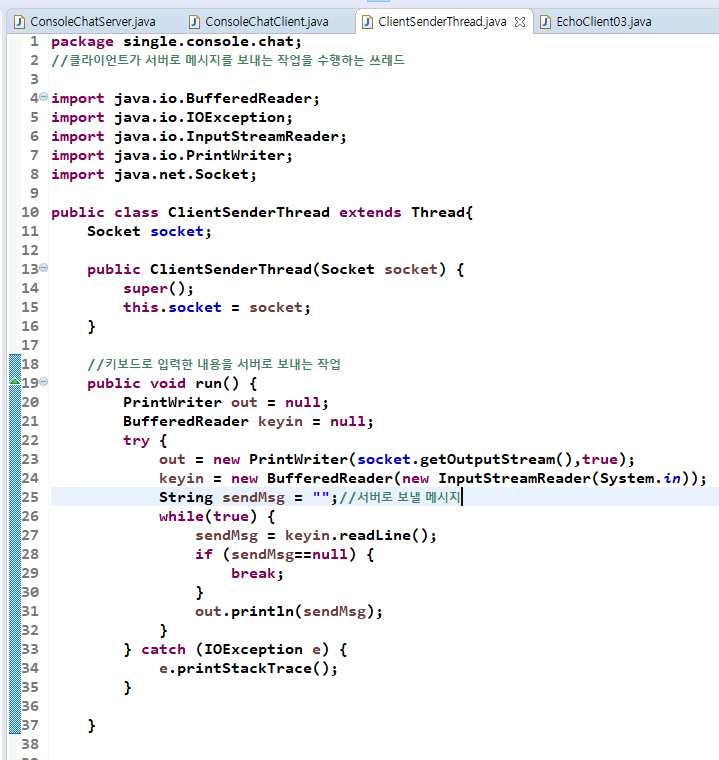 ConsoleChatServer.java ConsoleChatClient.java ClientSenderThread.java EchoClient03.java
1 package single.console.chat;
2 //클라이언트가 서버로 메시지를 보내는 작업을 수행하는 쓰레드
3
4 import java.io.BufferedReader;
5 import java.io.IOException;
6 import java.io.InputStreamReader;
7 import java.io.PrintWriter;
8 import java.net.Socket;
9
10 public class ClientSenderThread extends Thread{
11     Socket socket;
12
13     public ClientSenderThread(Socket socket) {
14         super();
15         this.socket = socket;
16     }
17
18     //키보드로 입력한 내용을 서버로 보내는 작업
19     public void run() {
20         PrintWriter out = null;
21         BufferedReader keyin = null;
22         try {
23             out = new PrintWriter(socket.getOutputStream(),true);
24             keyin = new BufferedReader(new InputStreamReader(System.in));
25             String sendMsg = "";//서버로 보낼 메시지
26             while(true) {
27                 sendMsg = keyin.readLine();
28                 if (sendMsg==null) {
29                     break;
30                 }
31                 out.println(sendMsg);
32             }
33         } catch (IOException e) {
34             e.printStackTrace();
35         }
36
37     }
38